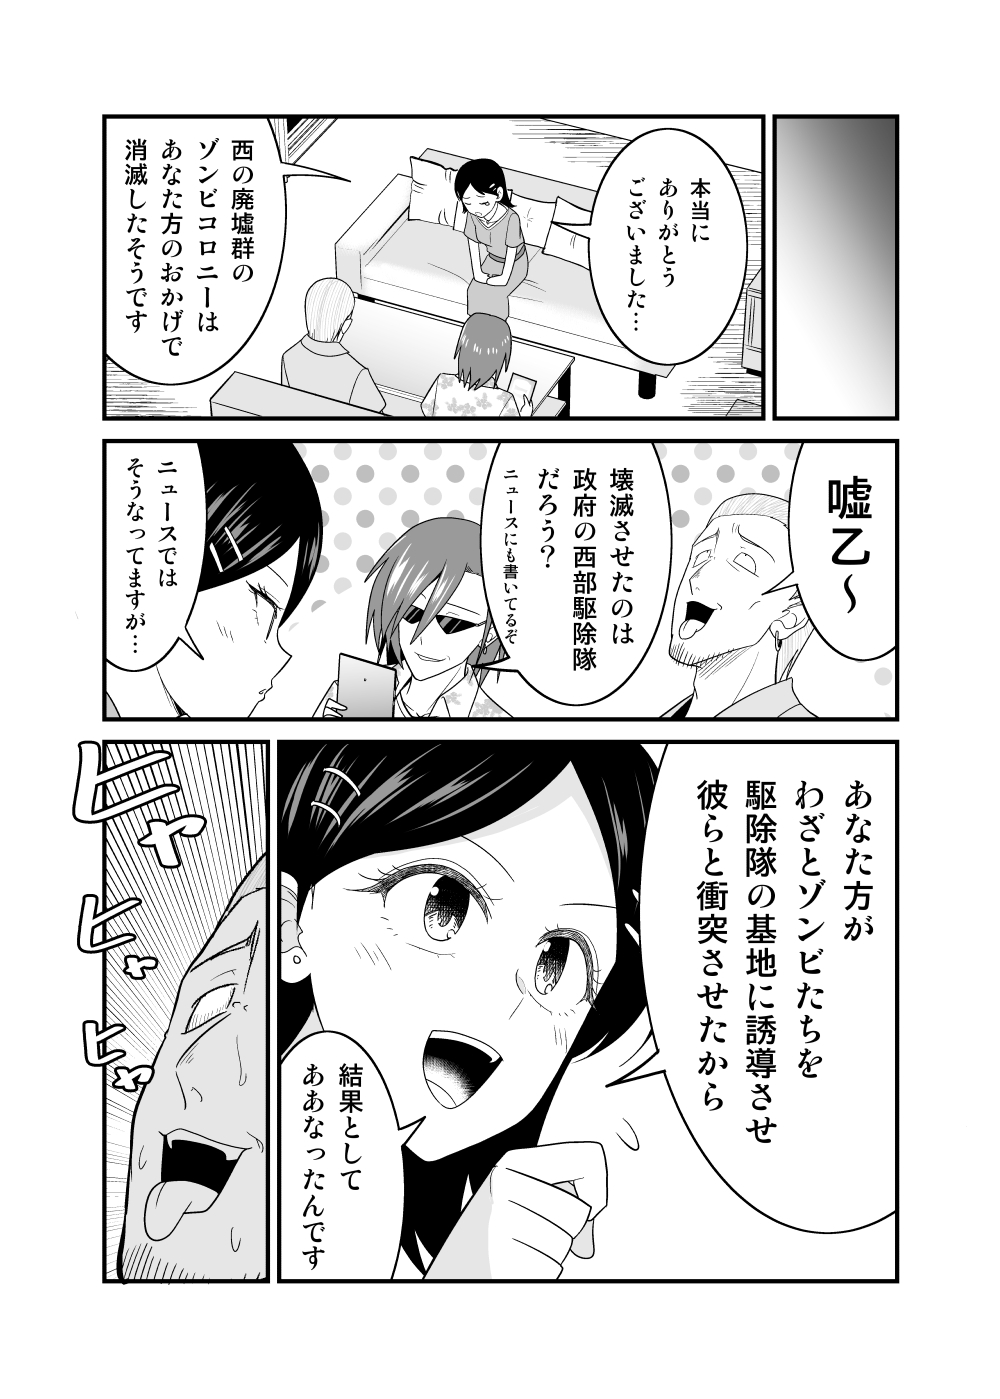 本当に
ありがとう
ございました…
西の廃墟群の
ゾンビコロニーは
あなた方のおかげで
消滅したそうです
嘘乙～
壊滅させたのは
政府の西部駆除隊
だろう？
ニュースにも書いてるぞ
ニュースでは
そうなってますが…
あなた方が
わざとゾンビたちを
駆除隊の基地に誘導させ
彼らと衝突させたから
結果として
ああなったんです
ヒャ
ヒャ
ヒャ